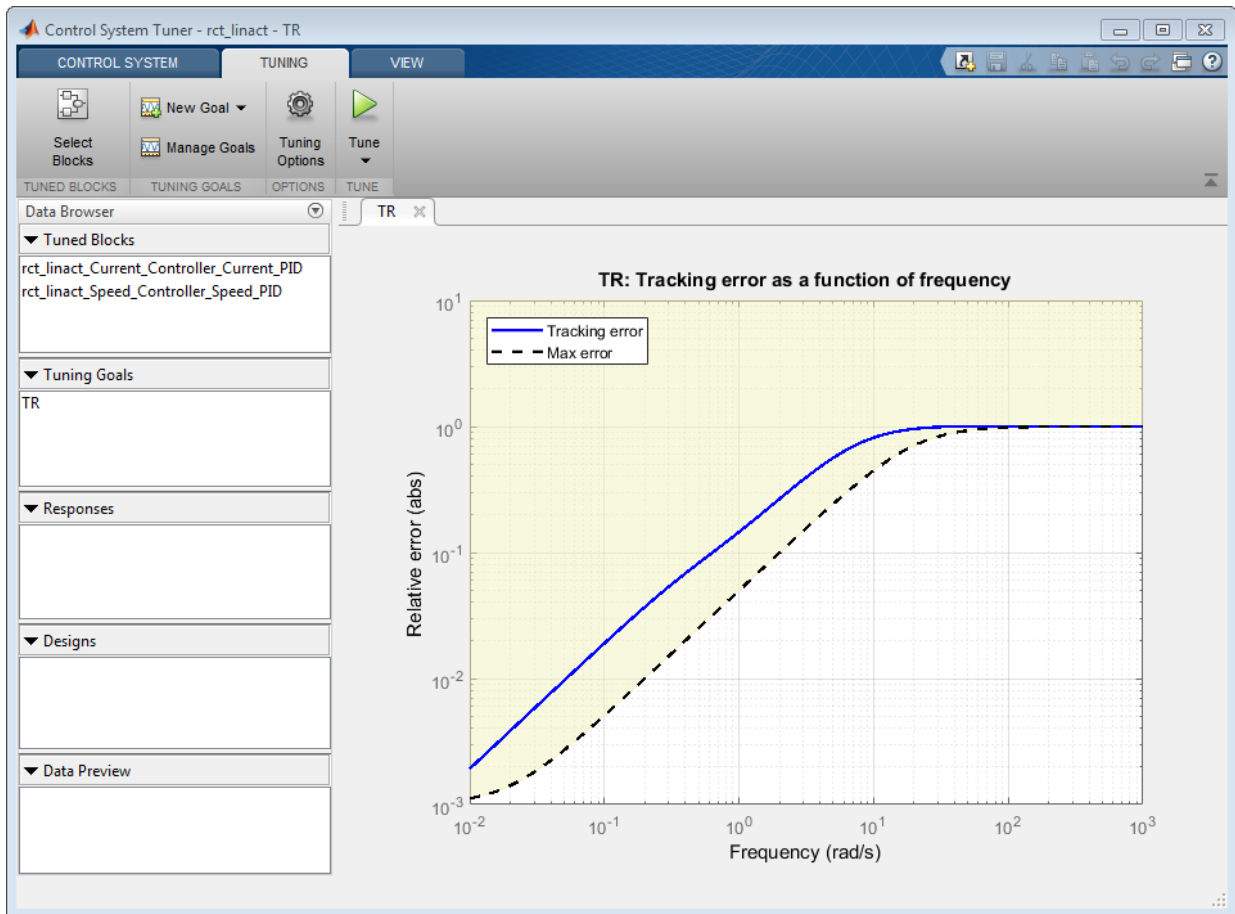 Control System Tuner - rct_linact - TR
CONTROL SYSTEM TUNING VIEW
Select Blocks
New Goal
Manage Goals
Tuning Options
Tune
TUNED BLOCKS TUNING GOALS OPTIONS TUNE
Data Browser
TR
Tuned Blocks
rct_linact_Current_Controller_Current_PID
rct_linact_Speed_Controller_Speed_PID
Tuning Goals
TR
Responses
Designs
Data Preview
TR: Tracking error as a function of frequency
Tracking error
Max error
Relative error (abs)
10^1
10^0
10^-1
10^-2
10^-3
10^-2 10^-1 10^0 10^1 10^2 10^3
Frequency (rad/s)